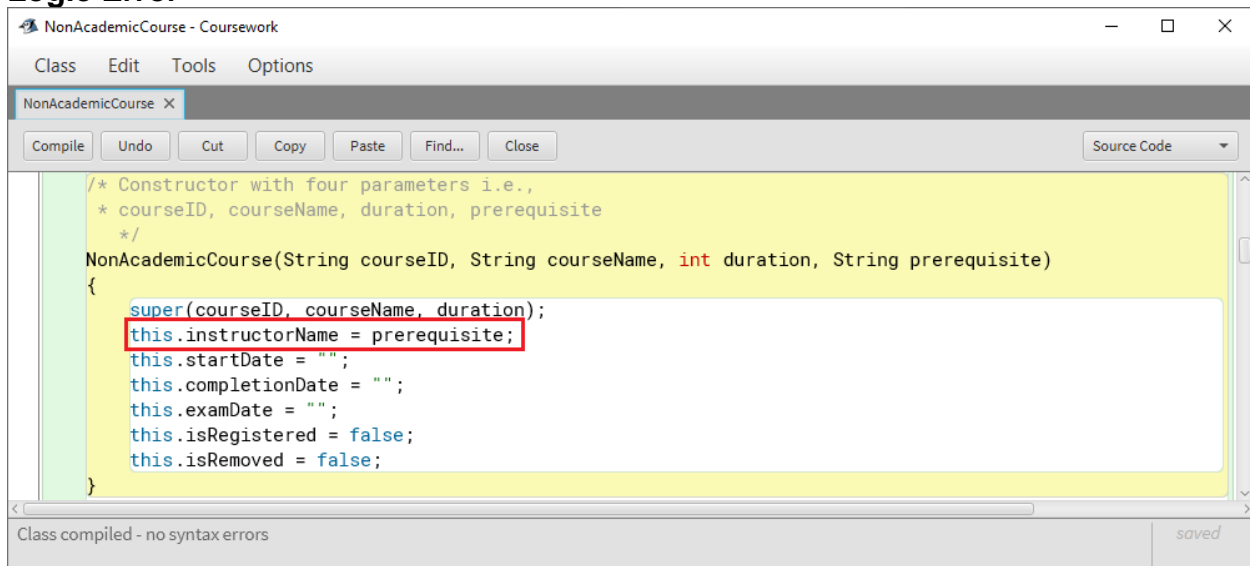 Logic Error
NonAcademicCourse - Coursework
Class Edit Tools Options
NonAcademicCourse X
Compile Undo Cut Copy Paste Find... Close Source Code
/* Constructor with four parameters i.e.,
* courseID, courseName, duration, prerequisite
*/
NonAcademicCourse(String courseID, String courseName, int duration, String prerequisite)
{
super(courseID, courseName, duration);
this.instructorName = prerequisite;
this.startDate = "";
this.completionDate = "";
this.examDate = "";
this.isRegistered = false;
this.isRemoved = false;
}
Class compiled - no syntax errors saved